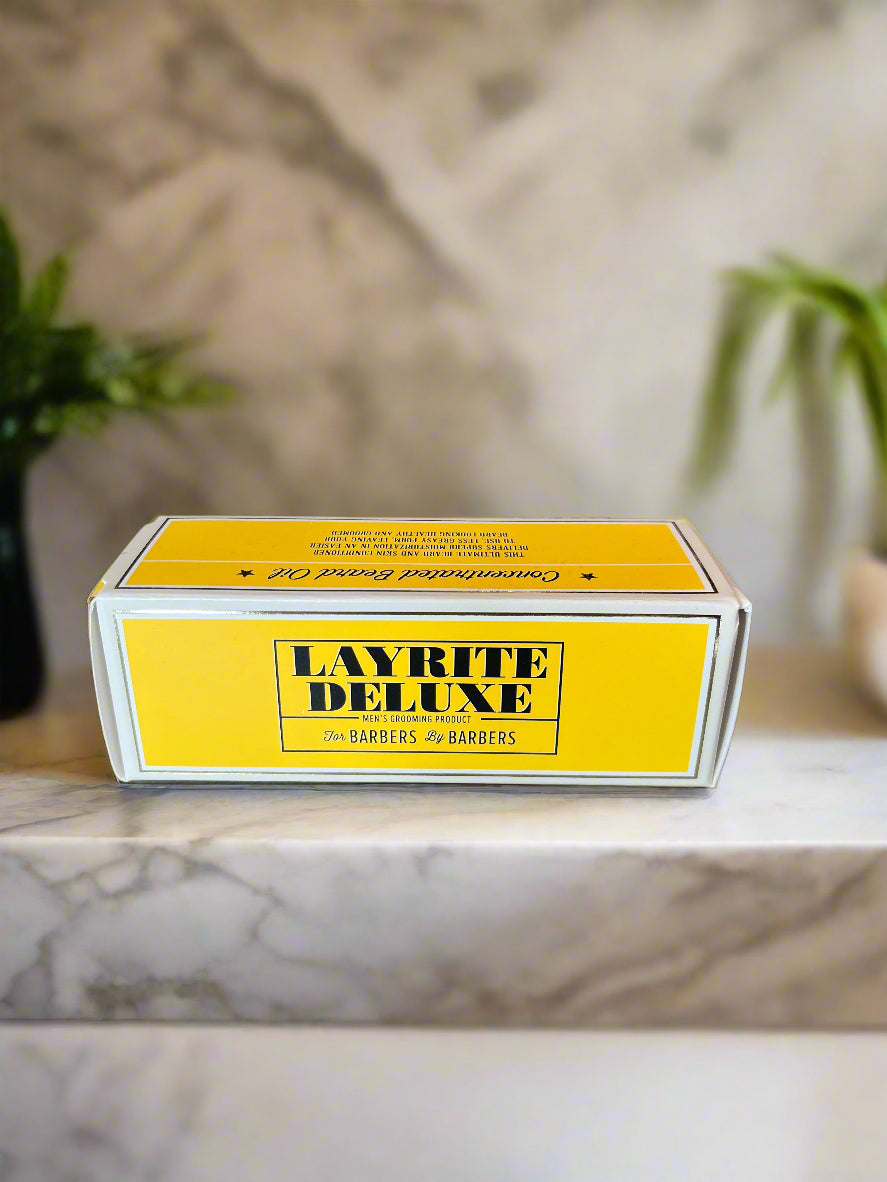 LAYRITE
DELUXE
MEN'S GROOMING PRODUCT
For BARBERS By BARBERS
★ Concentrated Beard Oil ★
THIS ULTIMATE BEARD AND SKIN CONDITIONER
DELIVERS SUPERB MOISTURIZATION IN AN EASIER
TO USE, LESS GREASY FORM, LEAVING YOUR
BEARD LOOKING HEALTHY AND GROOMED